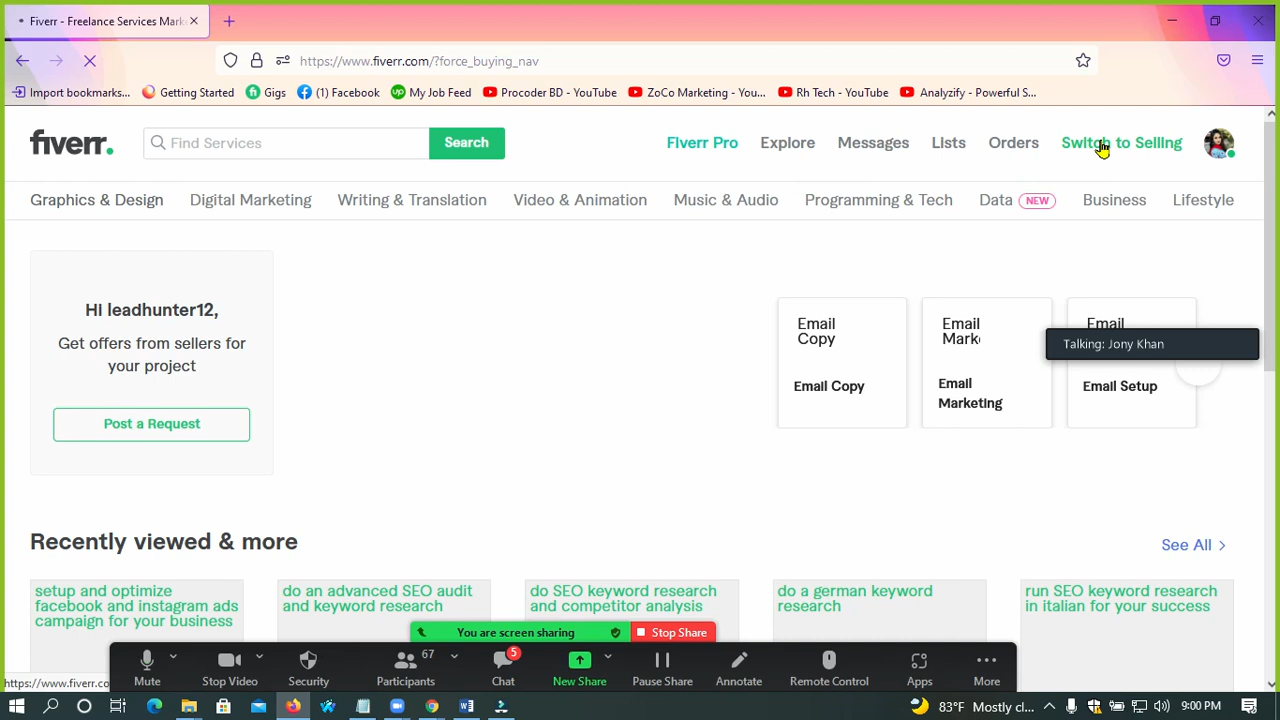 Fiverr - Freelance Services Mark
https://www.fiverr.com/?force_buying_nav
Import bookmarks... Getting Started Gigs (1) Facebook My Job Feed Procoder BD - YouTube ZoCo Marketing - You... Rh Tech - YouTube Analyzify - Powerful S...
fiverr. Find Services Search Fiverr Pro Explore Messages Lists Orders Switch to Selling
Graphics & Design Digital Marketing Writing & Translation Video & Animation Music & Audio Programming & Tech Data NEW Business Lifestyle
Hi leadhunter12,
Get offers from sellers for
your project
Post a Request
Email
Copy
Email Copy
Email
Mark
Email
Marketing
Email
Email Setup
Talking: Jony Khan
Recently viewed & more
See All
setup and optimize
facebook and instagram ads
campaign for your business
do an advanced SEO audit
and keyword research
do SEO keyword research
and competitor analysis
do a german keyword
research
run SEO keyword research
in italian for your success
You are screen sharing Stop Share
67 5
Mute Stop Video Security Participants Chat New Share Pause Share Annotate Remote Control Apps More
https://www.fiverr.co
83°F Mostly cl... 9:00 PM